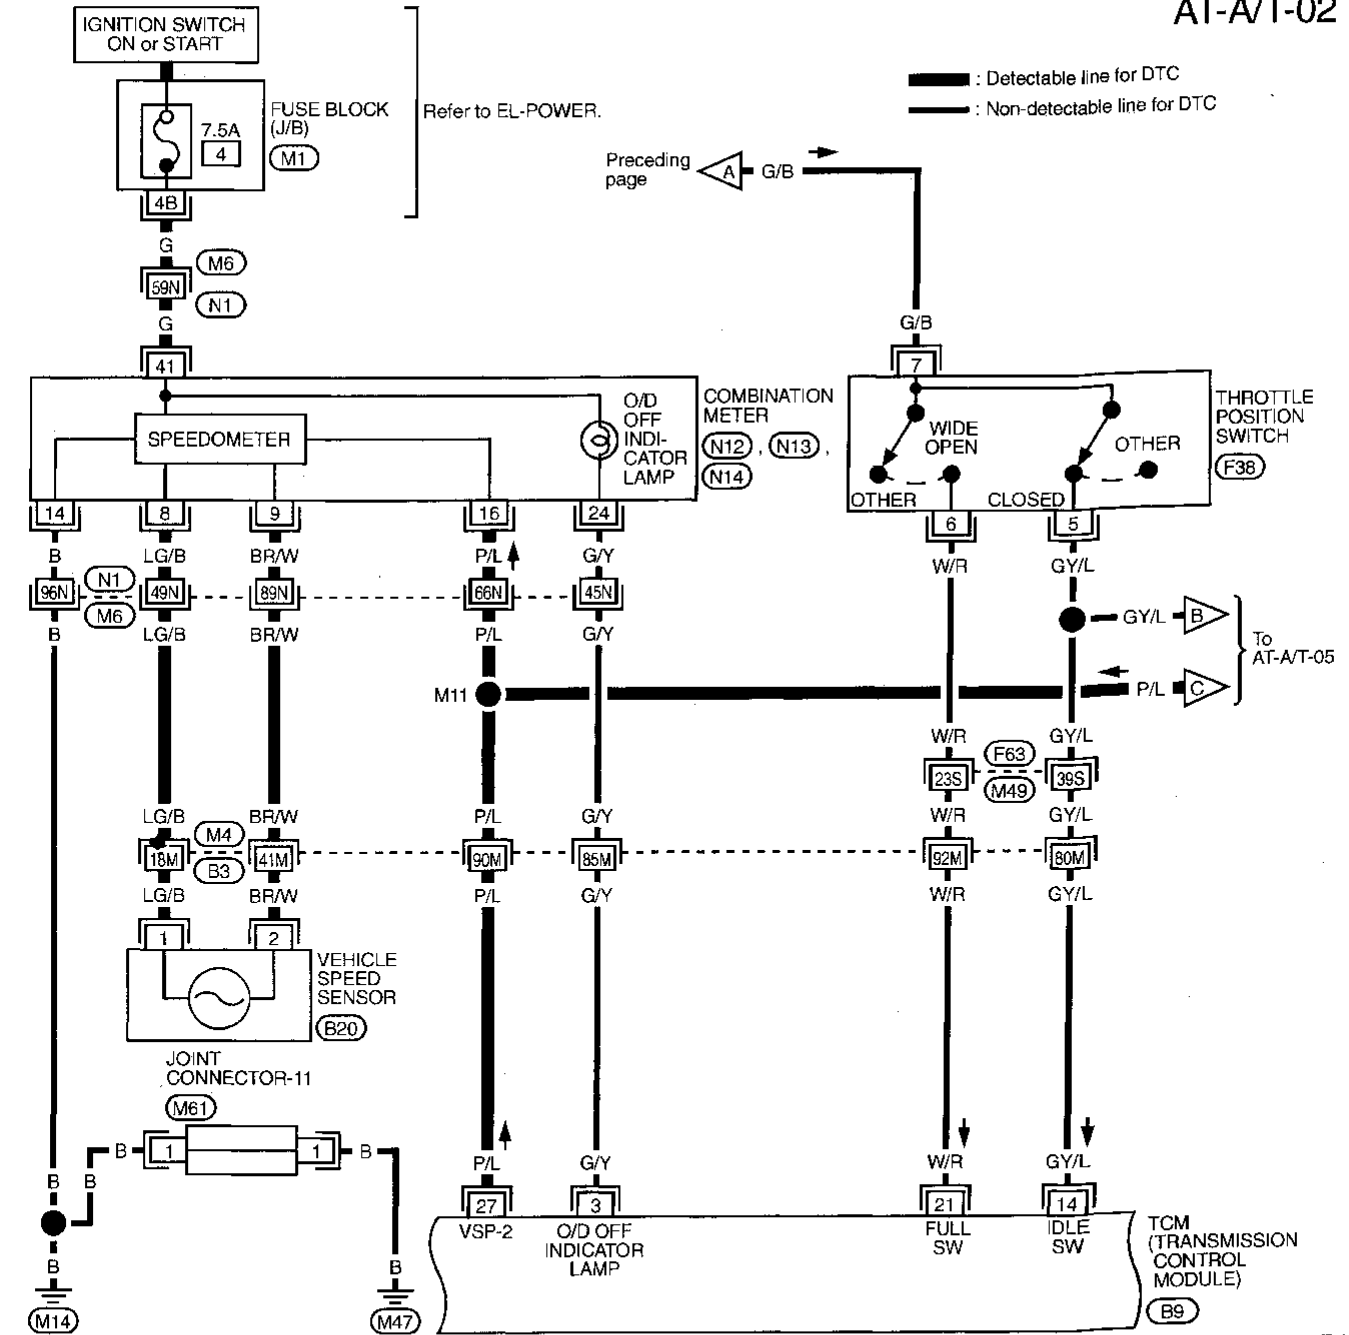 AT-A/T-02
IGNITION SWITCH
ON or START
FUSE BLOCK
(J/B)
M1
7.5A
4
Refer to EL-POWER.
: Detectable line for DTC
: Non-detectable line for DTC
Preceding
page
A
G/B
4B
G
M6
59N
N1
G
G/B
41
7
COMBINATION
METER
N12 , N13 ,
N14
SPEEDOMETER
O/D
OFF
INDI-
CATOR
LAMP
WIDE
OPEN
OTHER
OTHER
CLOSED
THROTTLE
POSITION
SWITCH
F38
14
8
9
16
24
6
5
B
LG/B
BR/W
P/L
G/Y
W/R
GY/L
96N
N1
M6
49N
89N
66N
45N
B
LG/B
BR/W
P/L
G/Y
GY/L
B
To
AT-A/T-05
M11
P/L
C
W/R
GY/L
23S
F63
M49
39S
LG/B
BR/W
P/L
G/Y
W/R
GY/L
18M
M4
B3
41M
90M
85M
92M
80M
LG/B
BR/W
P/L
G/Y
W/R
GY/L
1
2
VEHICLE
SPEED
SENSOR
B20
JOINT
CONNECTOR-11
M61
B
1
1
B
B
B
P/L
G/Y
W/R
GY/L
27
3
21
14
VSP-2
O/D OFF
INDICATOR
LAMP
FULL
SW
IDLE
SW
TCM
(TRANSMISSION
CONTROL
MODULE)
B9
B
B
M14
M47